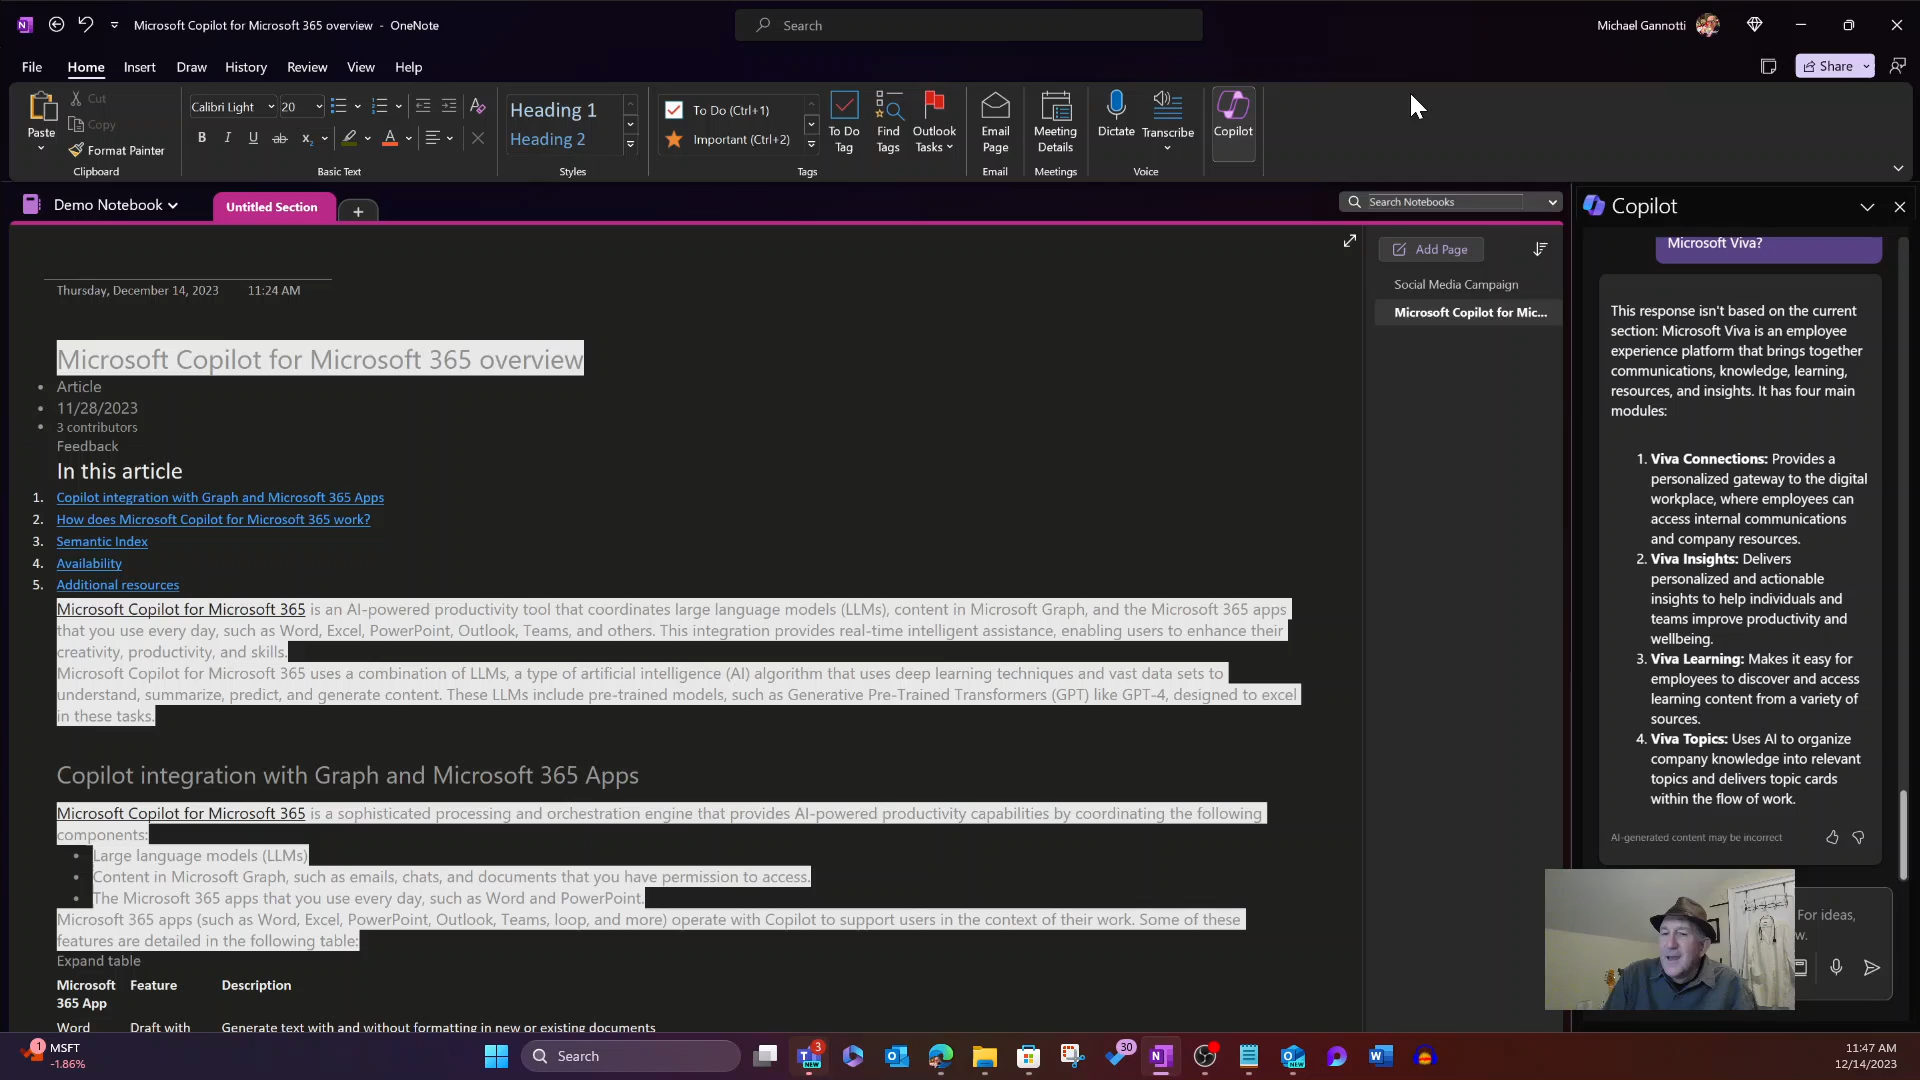 Microsoft Copilot for Microsoft 365 overview - OneNote
Search
Michael Gannotti
File Home Insert Draw History Review View Help
Share
Paste
Cut
Copy
Format Painter
Clipboard
Calibri Light 20
B I U ab x₂ A
Basic Text
Heading 1
Heading 2
Styles
To Do (Ctrl+1)
Important (Ctrl+2)
To Do
Tag
Find
Tags
Outlook
Tasks
Tags
Email
Page
Email
Meeting
Details
Meetings
Dictate
Transcribe
Voice
Copilot
Demo Notebook
Untitled Section
+
Search Notebooks
Add Page
Social Media Campaign
Microsoft Copilot for Mic...
Thursday, December 14, 2023 11:24 AM
Microsoft Copilot for Microsoft 365 overview
• Article
• 11/28/2023
• 3 contributors
Feedback
In this article
1. Copilot integration with Graph and Microsoft 365 Apps
2. How does Microsoft Copilot for Microsoft 365 work?
3. Semantic Index
4. Availability
5. Additional resources
Microsoft Copilot for Microsoft 365 is an AI-powered productivity tool that coordinates large language models (LLMs), content in Microsoft Graph, and the Microsoft 365 apps
that you use every day, such as Word, Excel, PowerPoint, Outlook, Teams, and others. This integration provides real-time intelligent assistance, enabling users to enhance their
creativity, productivity, and skills.
Microsoft Copilot for Microsoft 365 uses a combination of LLMs, a type of artificial intelligence (AI) algorithm that uses deep learning techniques and vast data sets to
understand, summarize, predict, and generate content. These LLMs include pre-trained models, such as Generative Pre-Trained Transformers (GPT) like GPT-4, designed to excel
in these tasks.
Copilot integration with Graph and Microsoft 365 Apps
Microsoft Copilot for Microsoft 365 is a sophisticated processing and orchestration engine that provides AI-powered productivity capabilities by coordinating the following
components:
• Large language models (LLMs)
• Content in Microsoft Graph, such as emails, chats, and documents that you have permission to access.
• The Microsoft 365 apps that you use every day, such as Word and PowerPoint.
Microsoft 365 apps (such as Word, Excel, PowerPoint, Outlook, Teams, loop, and more) operate with Copilot to support users in the context of their work. Some of these
features are detailed in the following table:
Expand table
Microsoft Feature Description
365 App
Word Draft with Generate text with and without formatting in new or existing documents
Copilot
Microsoft Viva?
This response isn't based on the current
section: Microsoft Viva is an employee
experience platform that brings together
communications, knowledge, learning,
resources, and insights. It has four main
modules:
1. Viva Connections: Provides a
personalized gateway to the digital
workplace, where employees can
access internal communications
and company resources.
2. Viva Insights: Delivers
personalized and actionable
insights to help individuals and
teams improve productivity and
wellbeing.
3. Viva Learning: Makes it easy for
employees to discover and access
learning content from a variety of
sources.
4. Viva Topics: Uses AI to organize
company knowledge into relevant
topics and delivers topic cards
within the flow of work.
AI-generated content may be incorrect
For ideas,
w.
1
MSFT
-1.86%
Search
3
NEW
30
NEW
11:47 AM
12/14/2023